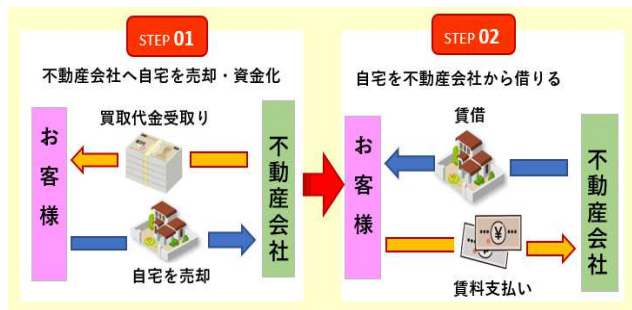 STEP 01
不動産会社へ自宅を売却・資金化
買取代金受取り
お客様
不動産会社
自宅を売却
STEP 02
自宅を不動産会社から借りる
賃借
お客様
不動産会社
¥
賃料支払い